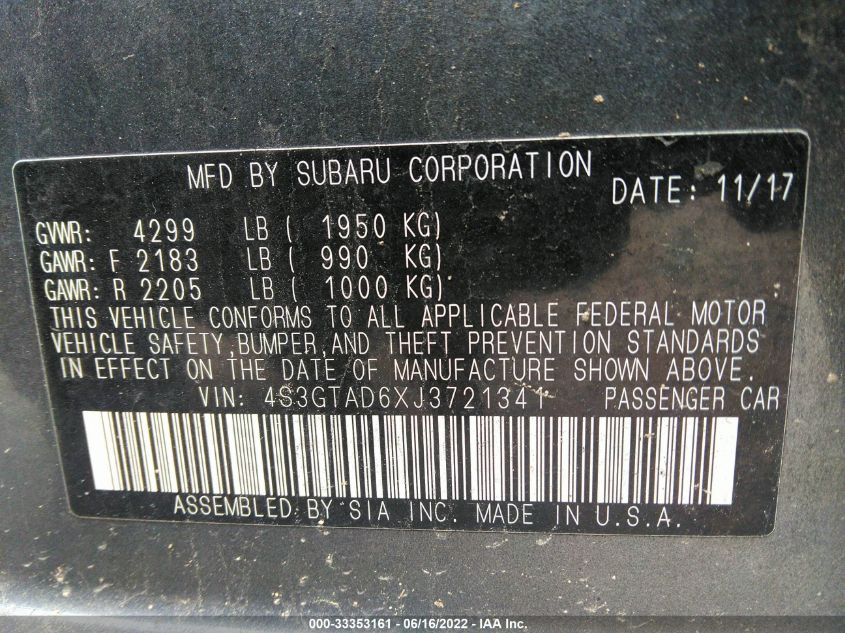 MFD BY SUBARU CORPORATION DATE: 11/17
GVWR: 4299 LB ( 1950 KG)
GAWR: F 2183 LB ( 990 KG)
GAWR: R 2205 LB ( 1000 KG)
THIS VEHICLE CONFORMS TO ALL APPLICABLE FEDERAL MOTOR
VEHICLE SAFETY,BUMPER,AND THEFT PREVENTION STANDARDS
IN EFFECT ON THE DATE OF MANUFACTURE SHOWN ABOVE.
VIN: 4S3GTAD6XJ3721341 PASSENGER CAR
ASSEMBLED BY SIA INC. MADE IN U.S.A.
000-33353161 - 06/16/2022 - IAA Inc.